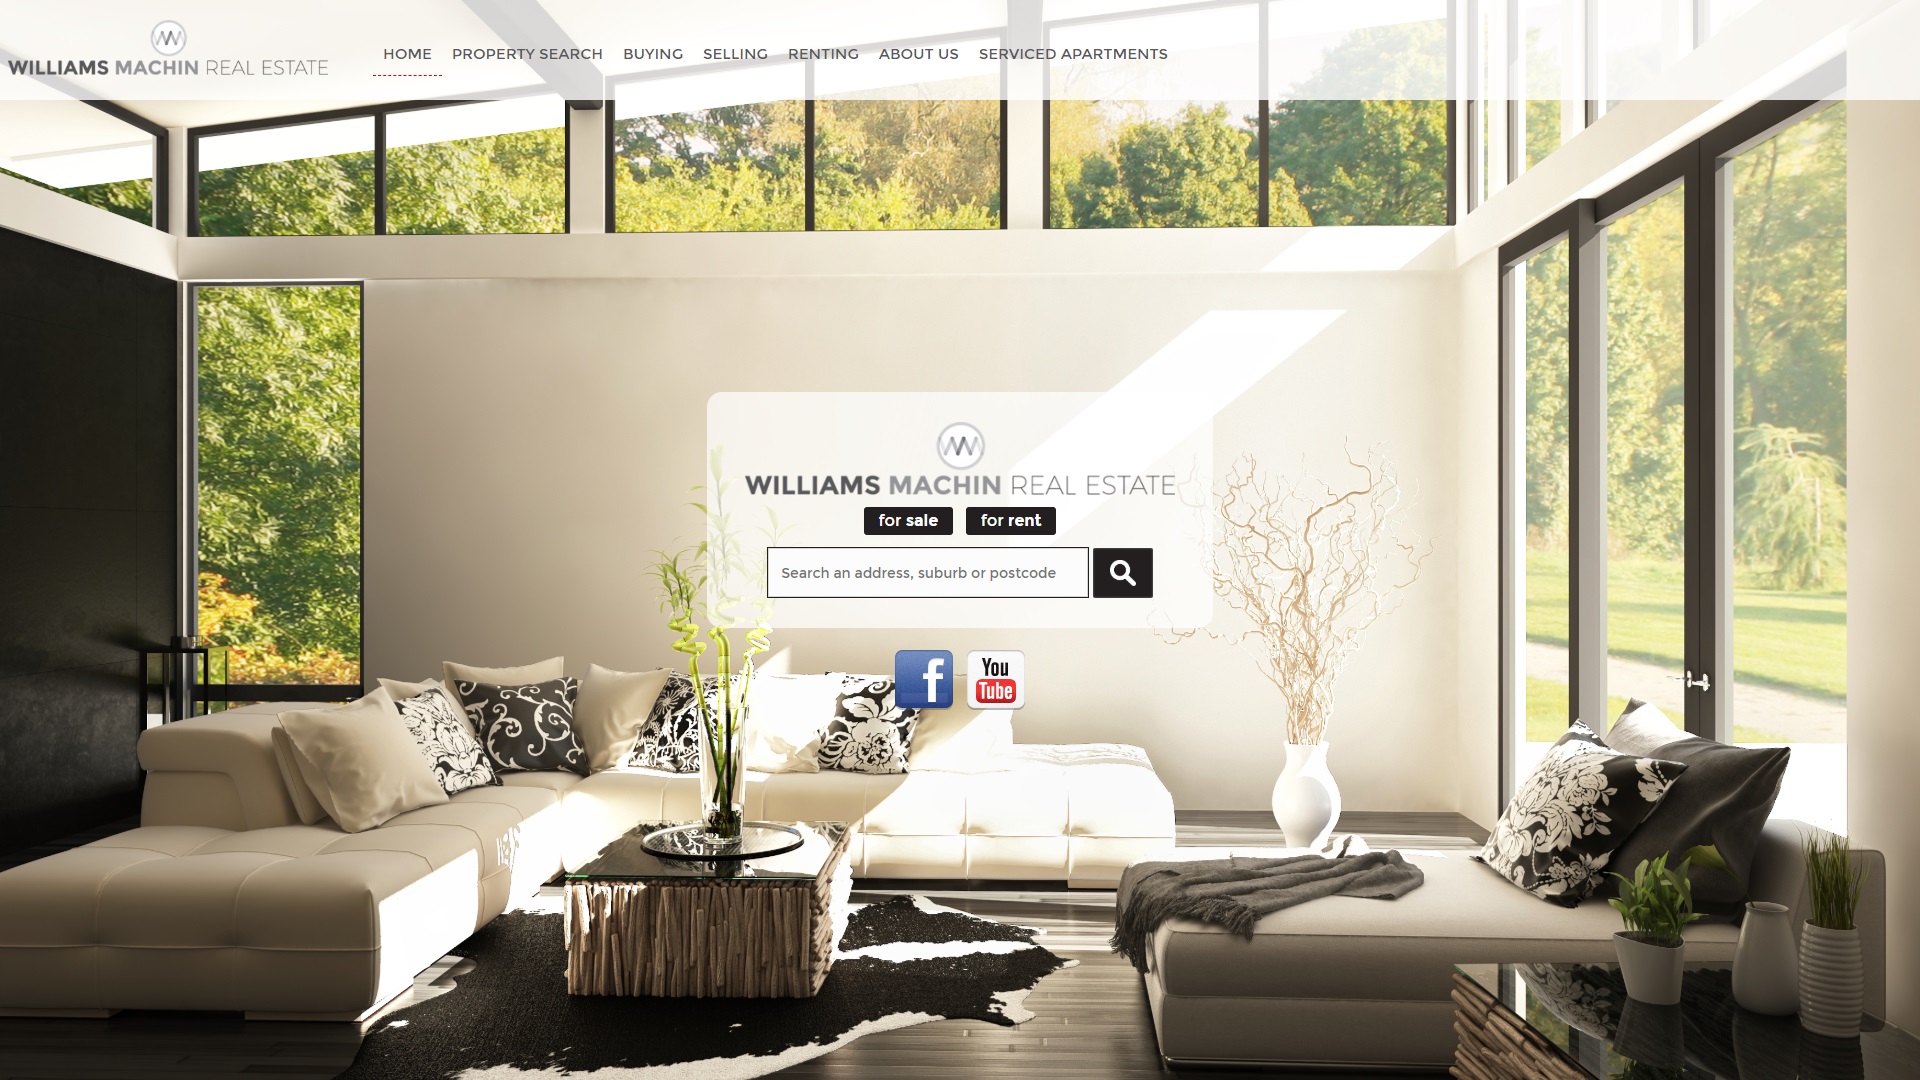 WILLIAMS MACHIN REAL ESTATE
HOME PROPERTY SEARCH BUYING SELLING RENTING ABOUT US SERVICED APARTMENTS
WILLIAMS MACHIN REAL ESTATE
for sale for rent
Search an address, suburb or postcode
f You
Tube